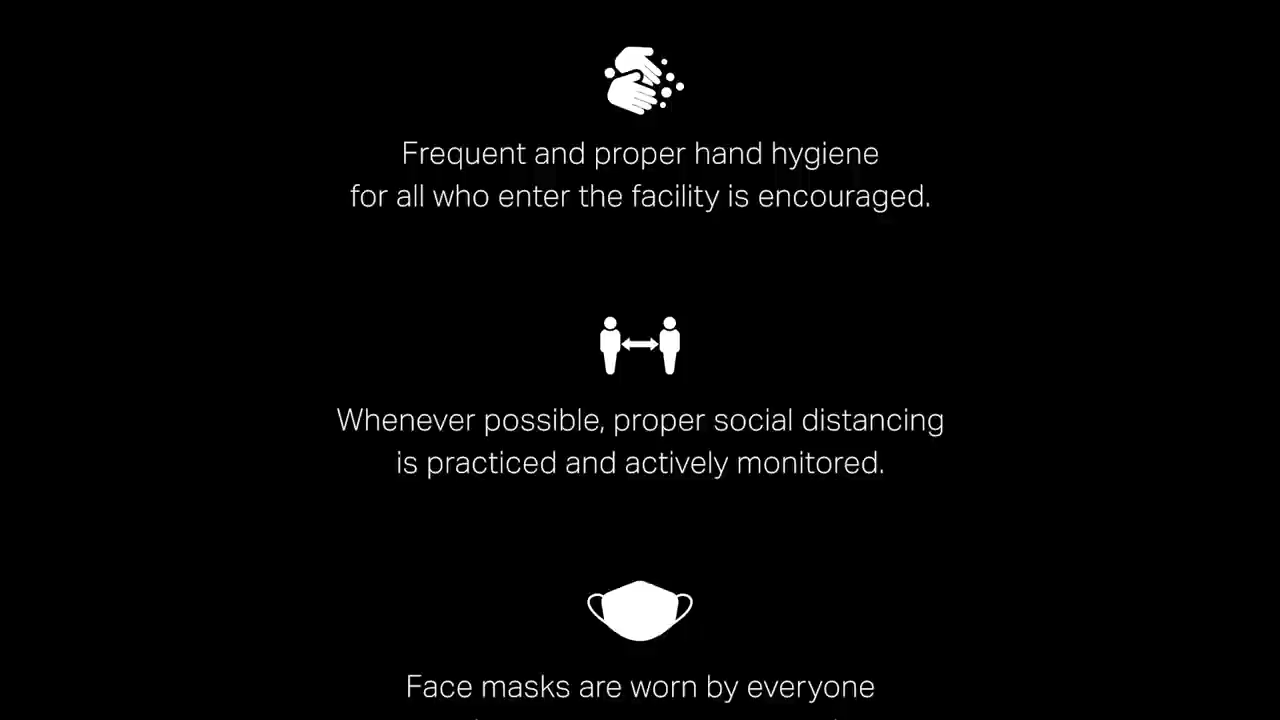 Frequent and proper hand hygiene
for all who enter the facility is encouraged.
Whenever possible, proper social distancing
is practiced and actively monitored.
Face masks are worn by everyone